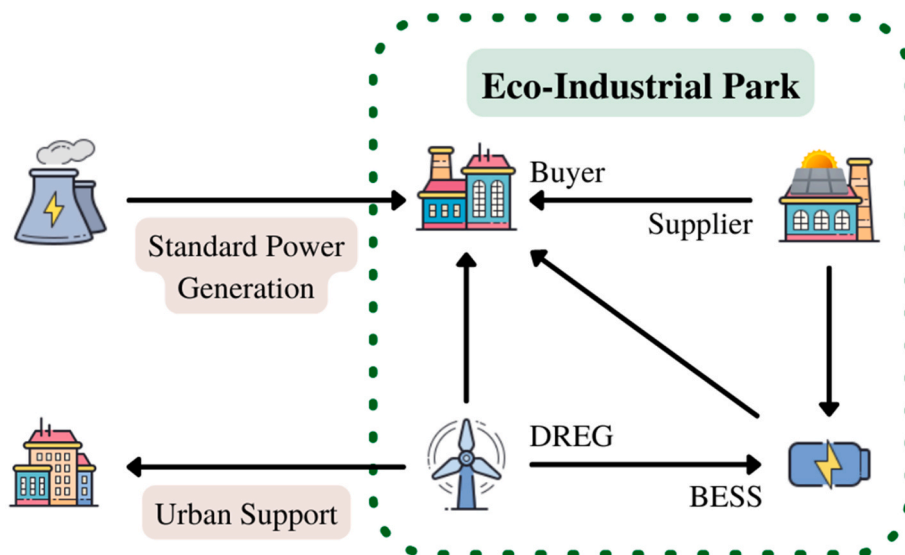 Eco-Industrial Park
Buyer
Supplier
Standard Power
Generation
DREG
BESS
Urban Support